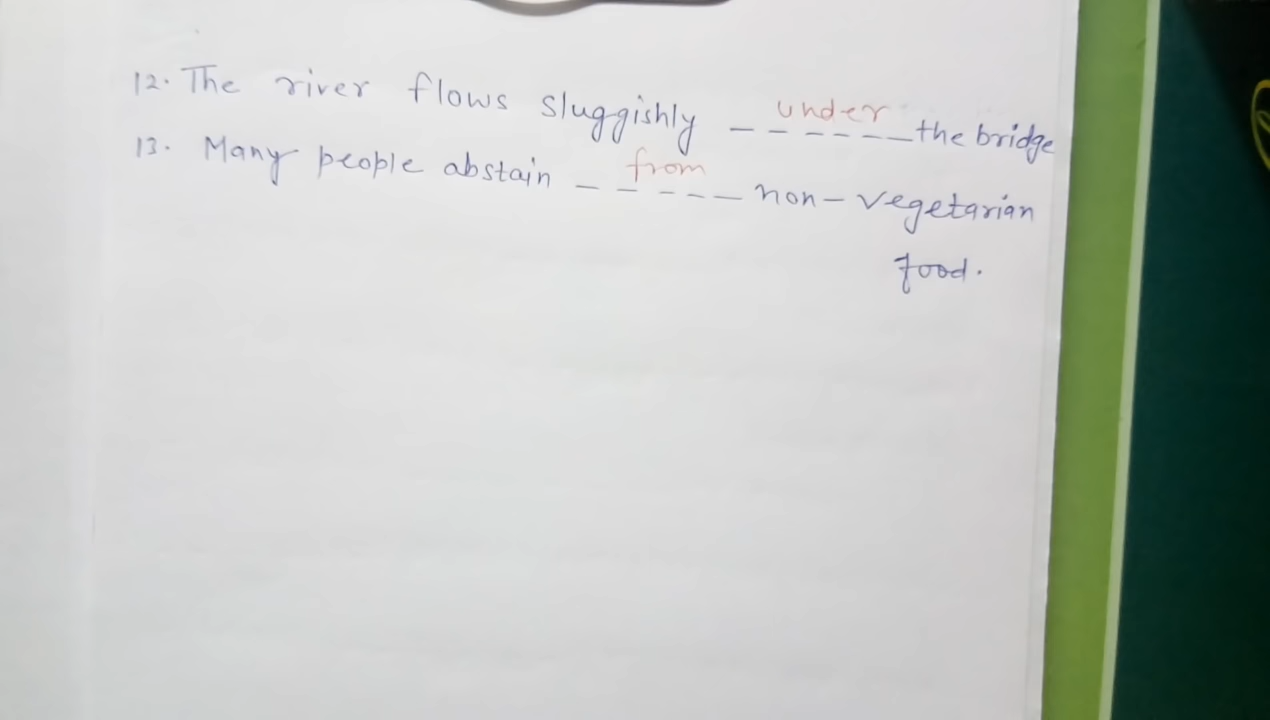 12. The river flows sluggishly ------under the bridge
13. Many people abstain -----from non-vegetarian
food.